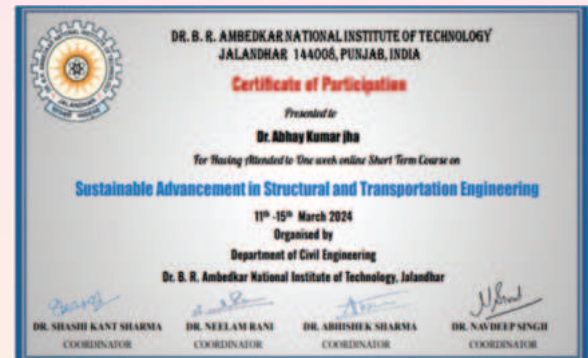 DR. B. R. AMBEDKAR NATIONAL INSTITUTE OF TECHNOLOGY
JALANDHAR 144008, PUNJAB, INDIA
Certificate of Participation
Presented to
Dr. Abhay Kumar jha
For Having Attended to One week online Short Term Course on
Sustainable Advancement in Structural and Transportation Engineering
11th -15th March 2024
Organised by
Department of Civil Engineering
Dr. B. R. Ambedkar National Institute of Technology, Jalandhar
DR. SHASHI KANT SHARMA DR. NEELAM RANI DR. ABHISHEK SHARMA DR. NAVDEEP SINGH
COORDINATOR COORDINATOR COORDINATOR COORDINATOR